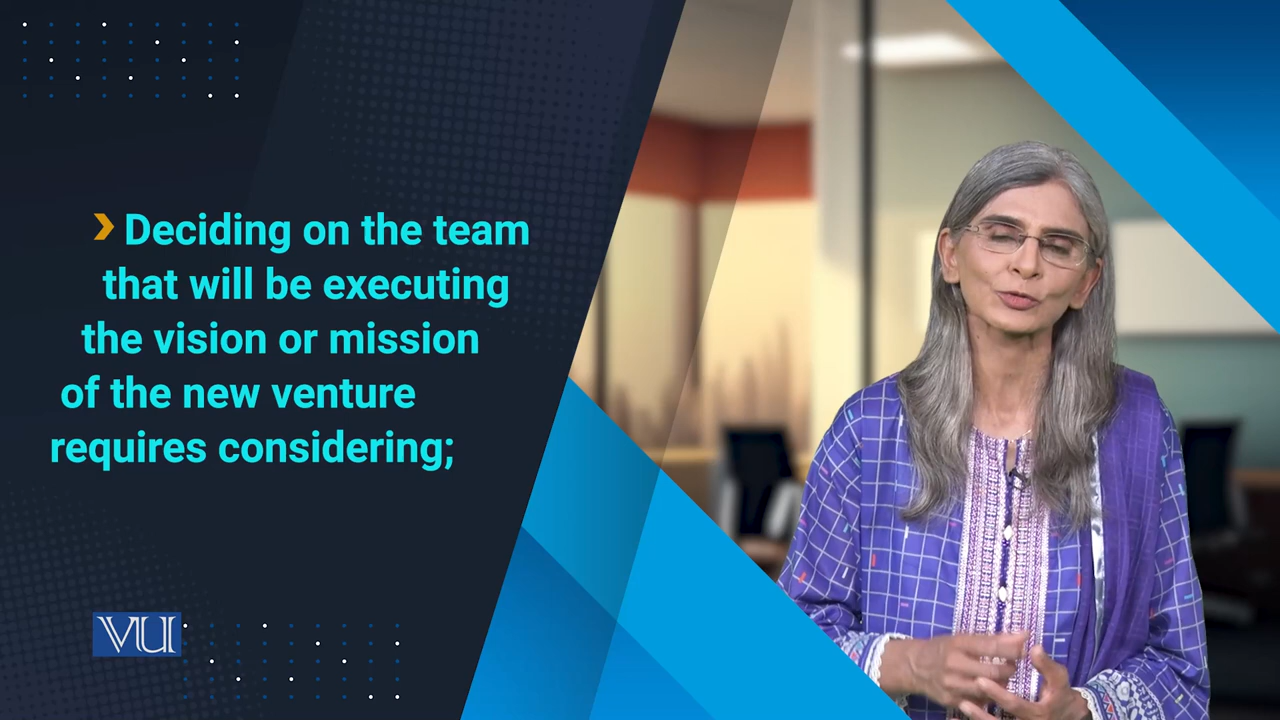 Deciding on the team
that will be executing
the vision or mission
of the new venture
requires considering;
VU